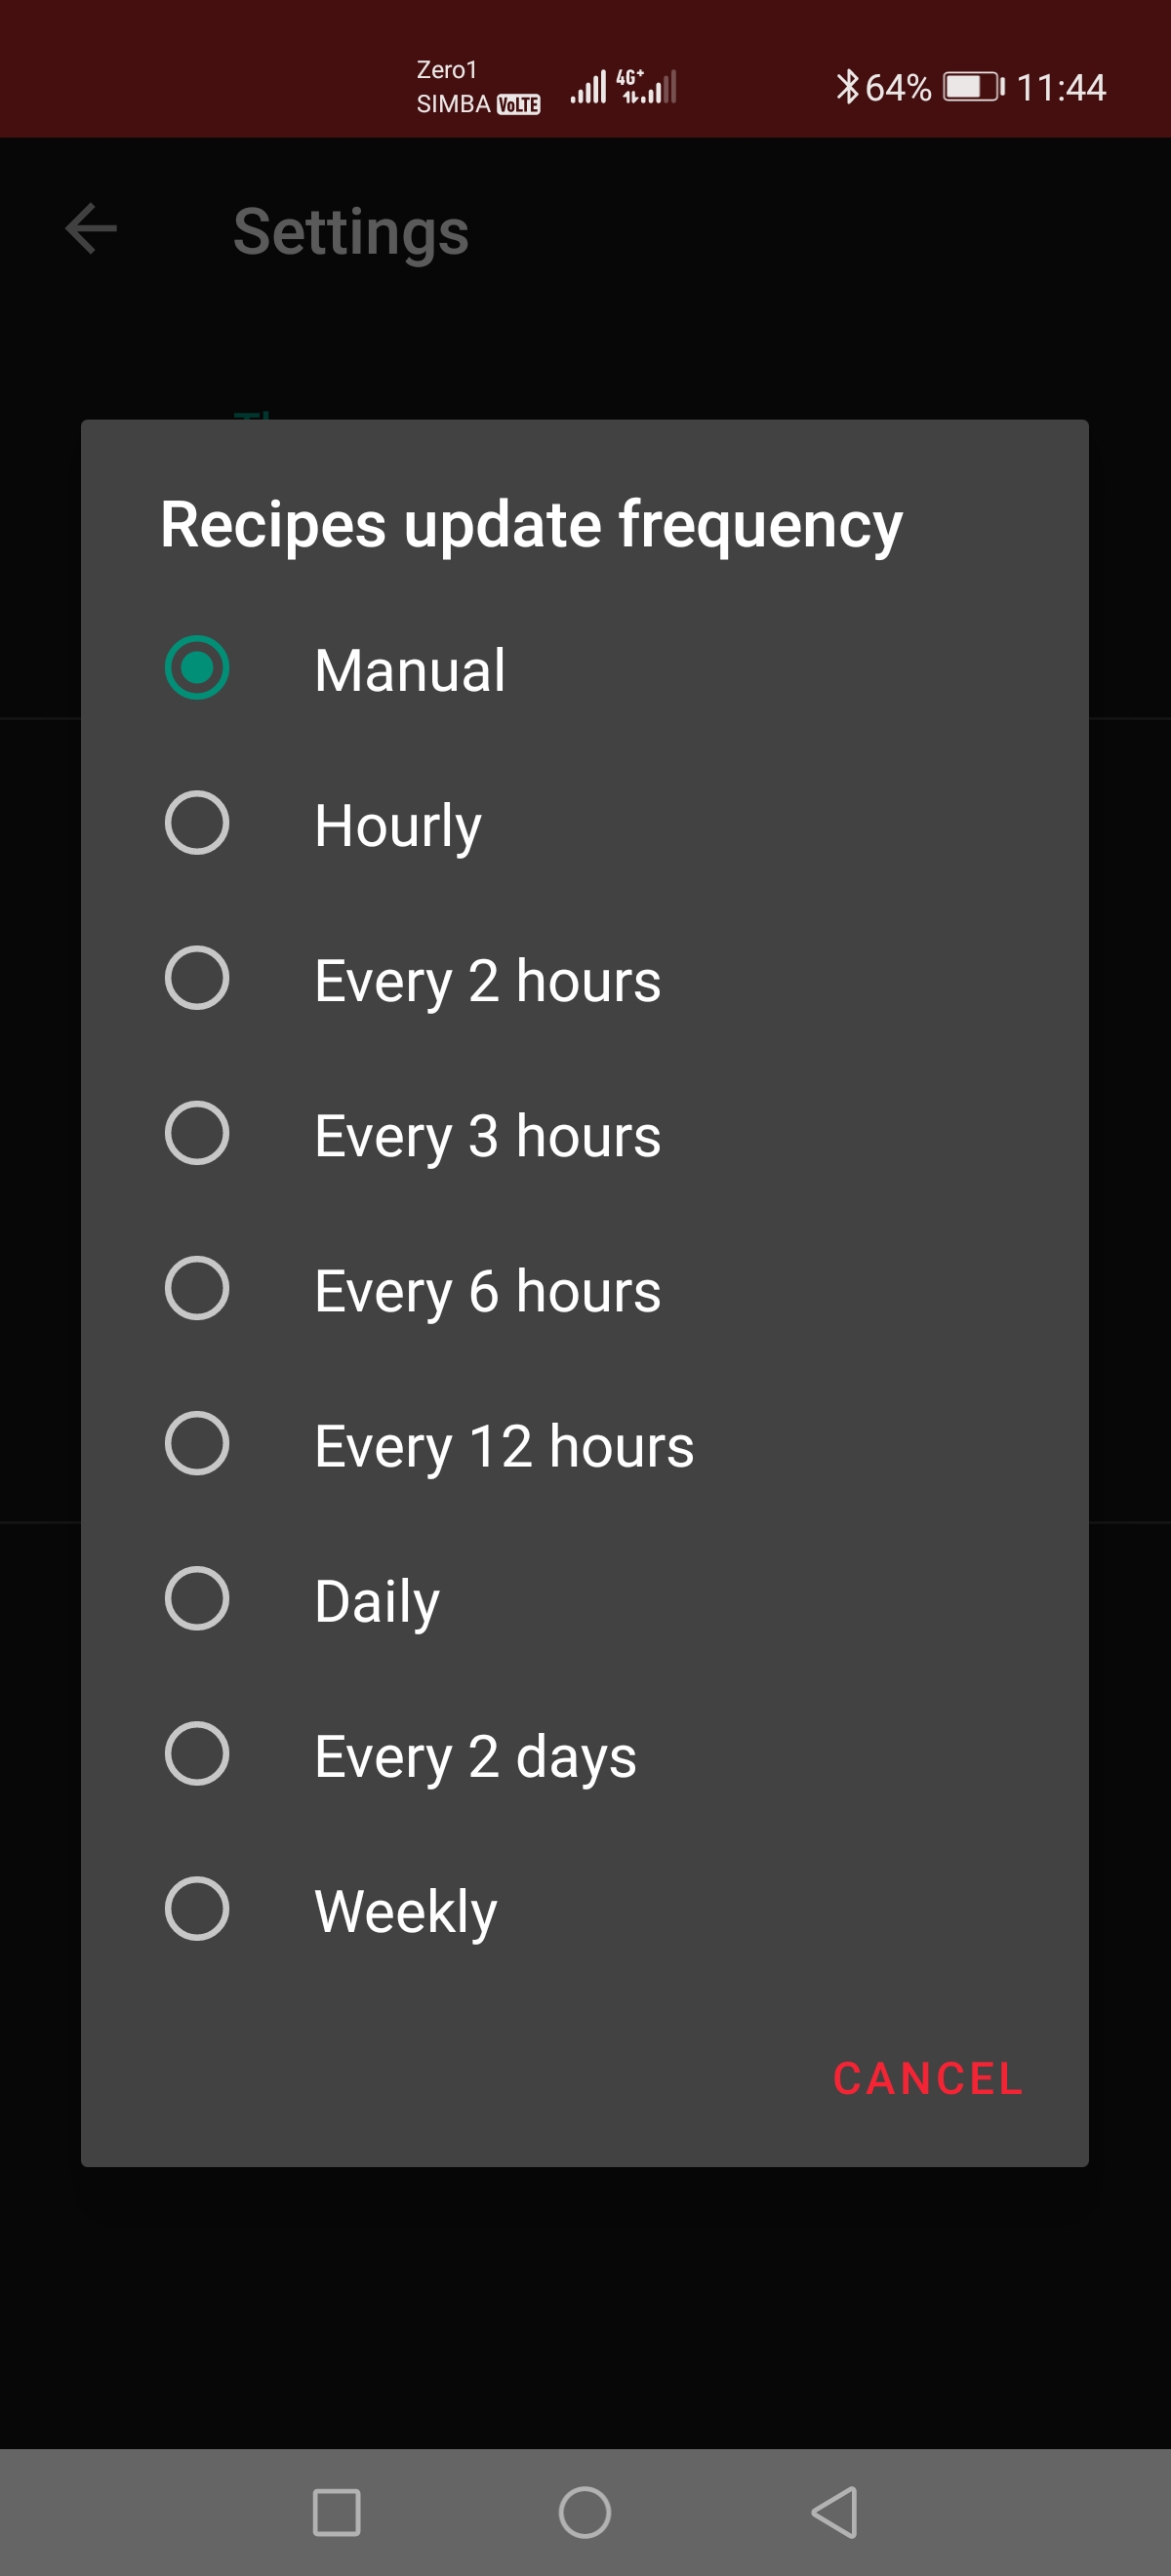 Zer01
SIMBA VoLTE
4G+
64%
11:44
Settings
Recipes update frequency
Manual
Hourly
Every 2 hours
Every 3 hours
Every 6 hours
Every 12 hours
Daily
Every 2 days
Weekly
CANCEL